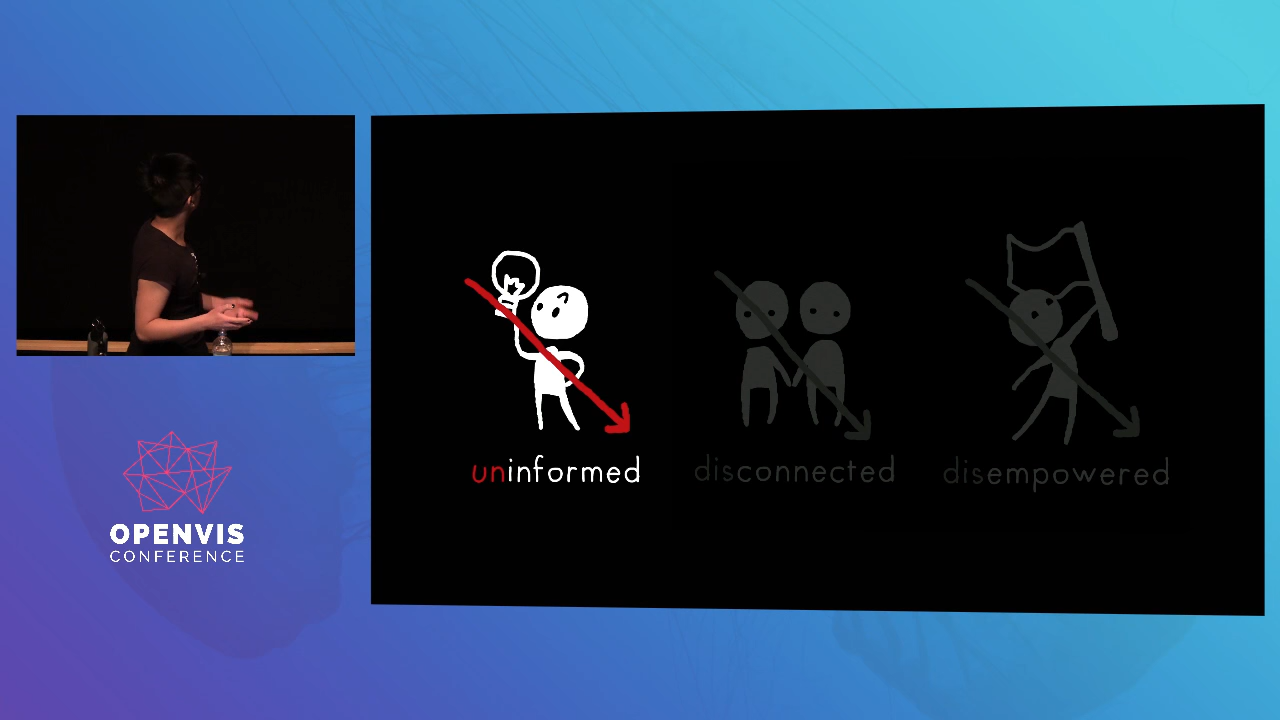 uninformed
disconnected
disempowered
OPENVIS
CONFERENCE